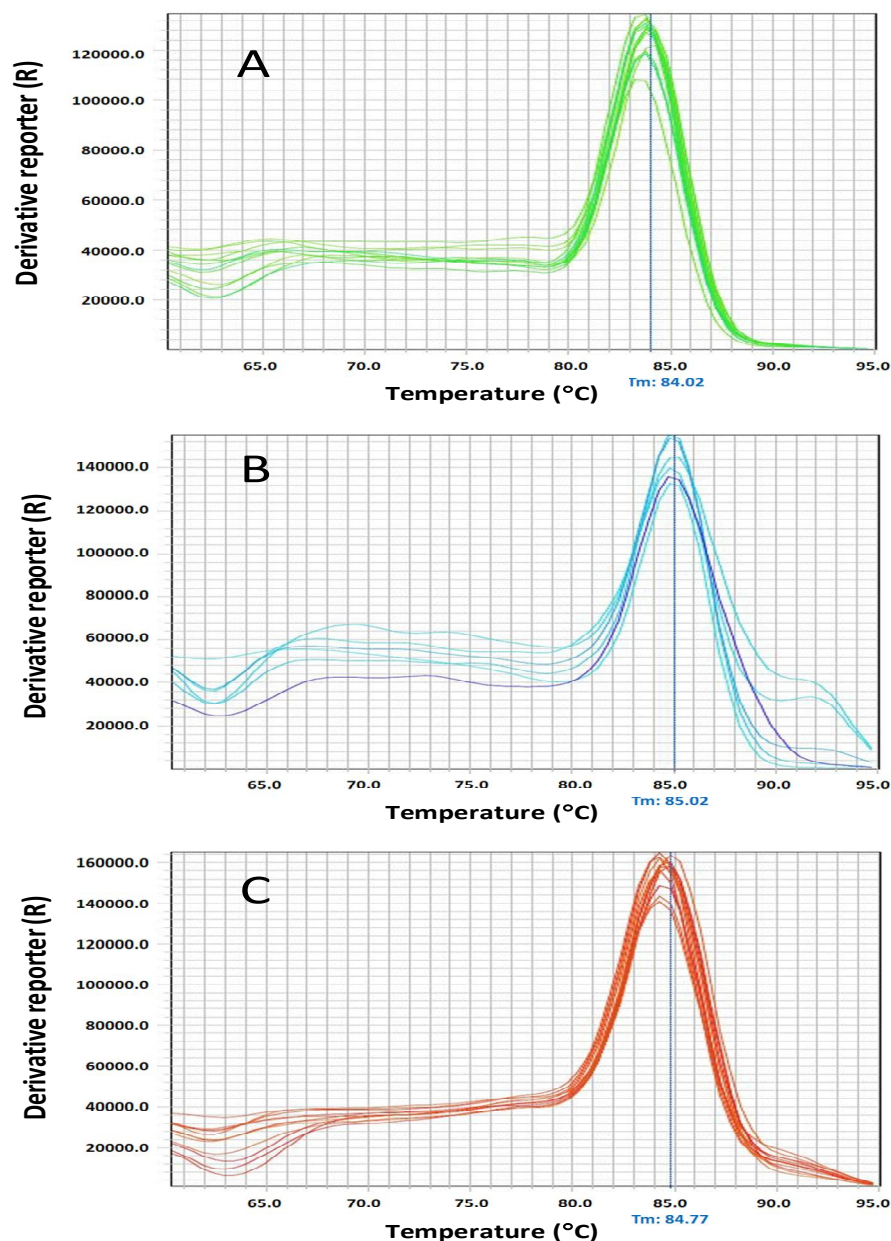 A
Derivative reporter (R)
120000.0
100000.0
80000.0
60000.0
40000.0
20000.0
65.0 70.0 75.0 80.0 85.0 90.0 95.0
Temperature (°C)
Tm: 84.02
B
Derivative reporter (R)
140000.0
120000.0
100000.0
80000.0
60000.0
40000.0
20000.0
65.0 70.0 75.0 80.0 85.0 90.0 95.0
Temperature (°C)
Tm: 85.02
C
Derivative reporter (R)
160000.0
140000.0
120000.0
100000.0
80000.0
60000.0
40000.0
20000.0
65.0 70.0 75.0 80.0 85.0 90.0 95.0
Temperature (°C)
Tm: 84.77